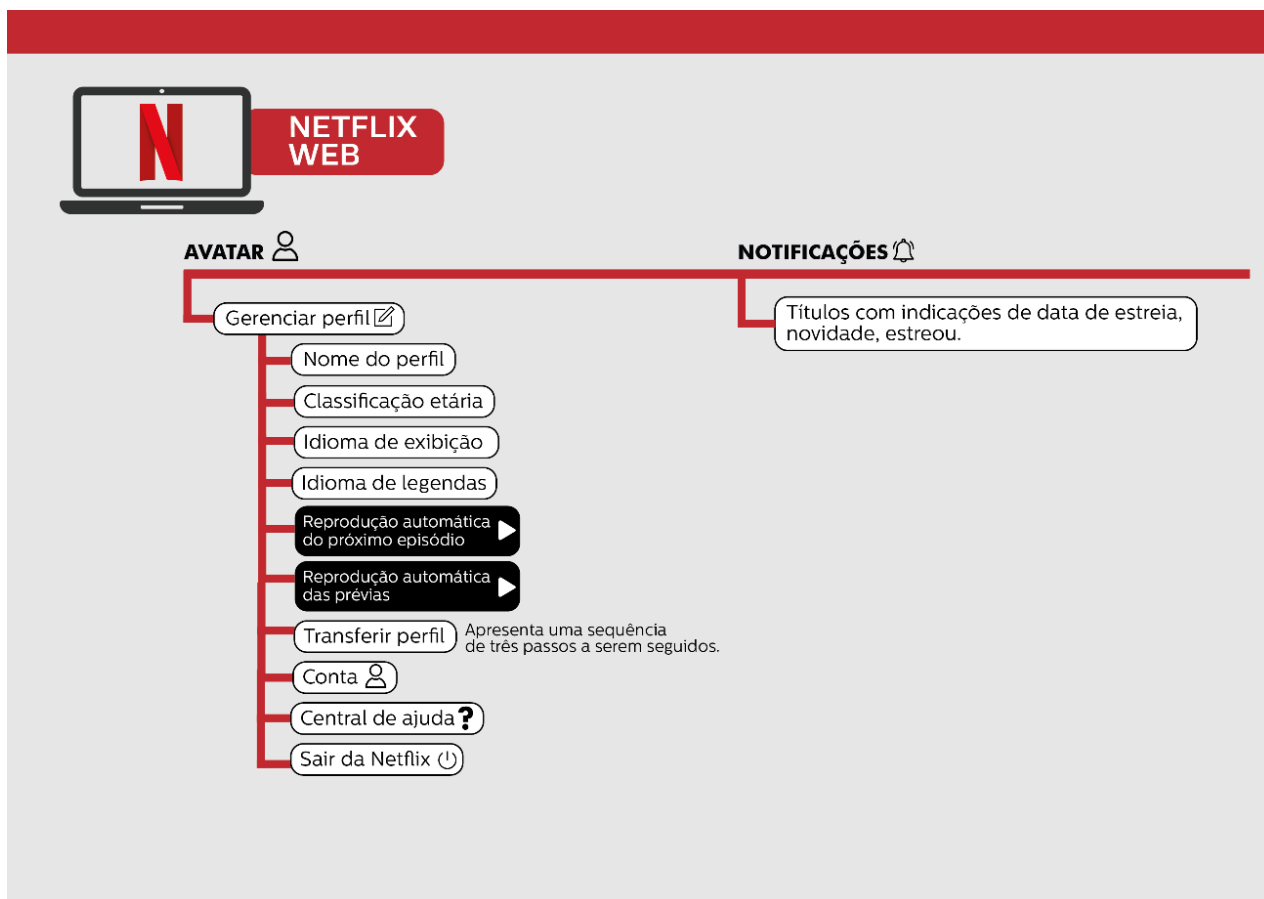 N
NETFLIX
WEB
AVATAR
Gerenciar perfil
Nome do perfil
Classificação etária
Idioma de exibição
Idioma de legendas
Reprodução automática
do próximo episódio
Reprodução automática
das prévias
Transferir perfil
Apresenta uma sequência
de três passos a serem seguidos.
Conta
Central de ajuda ?
Sair da Netflix
NOTIFICAÇÕES
Títulos com indicações de data de estreia,
novidade, estreou.